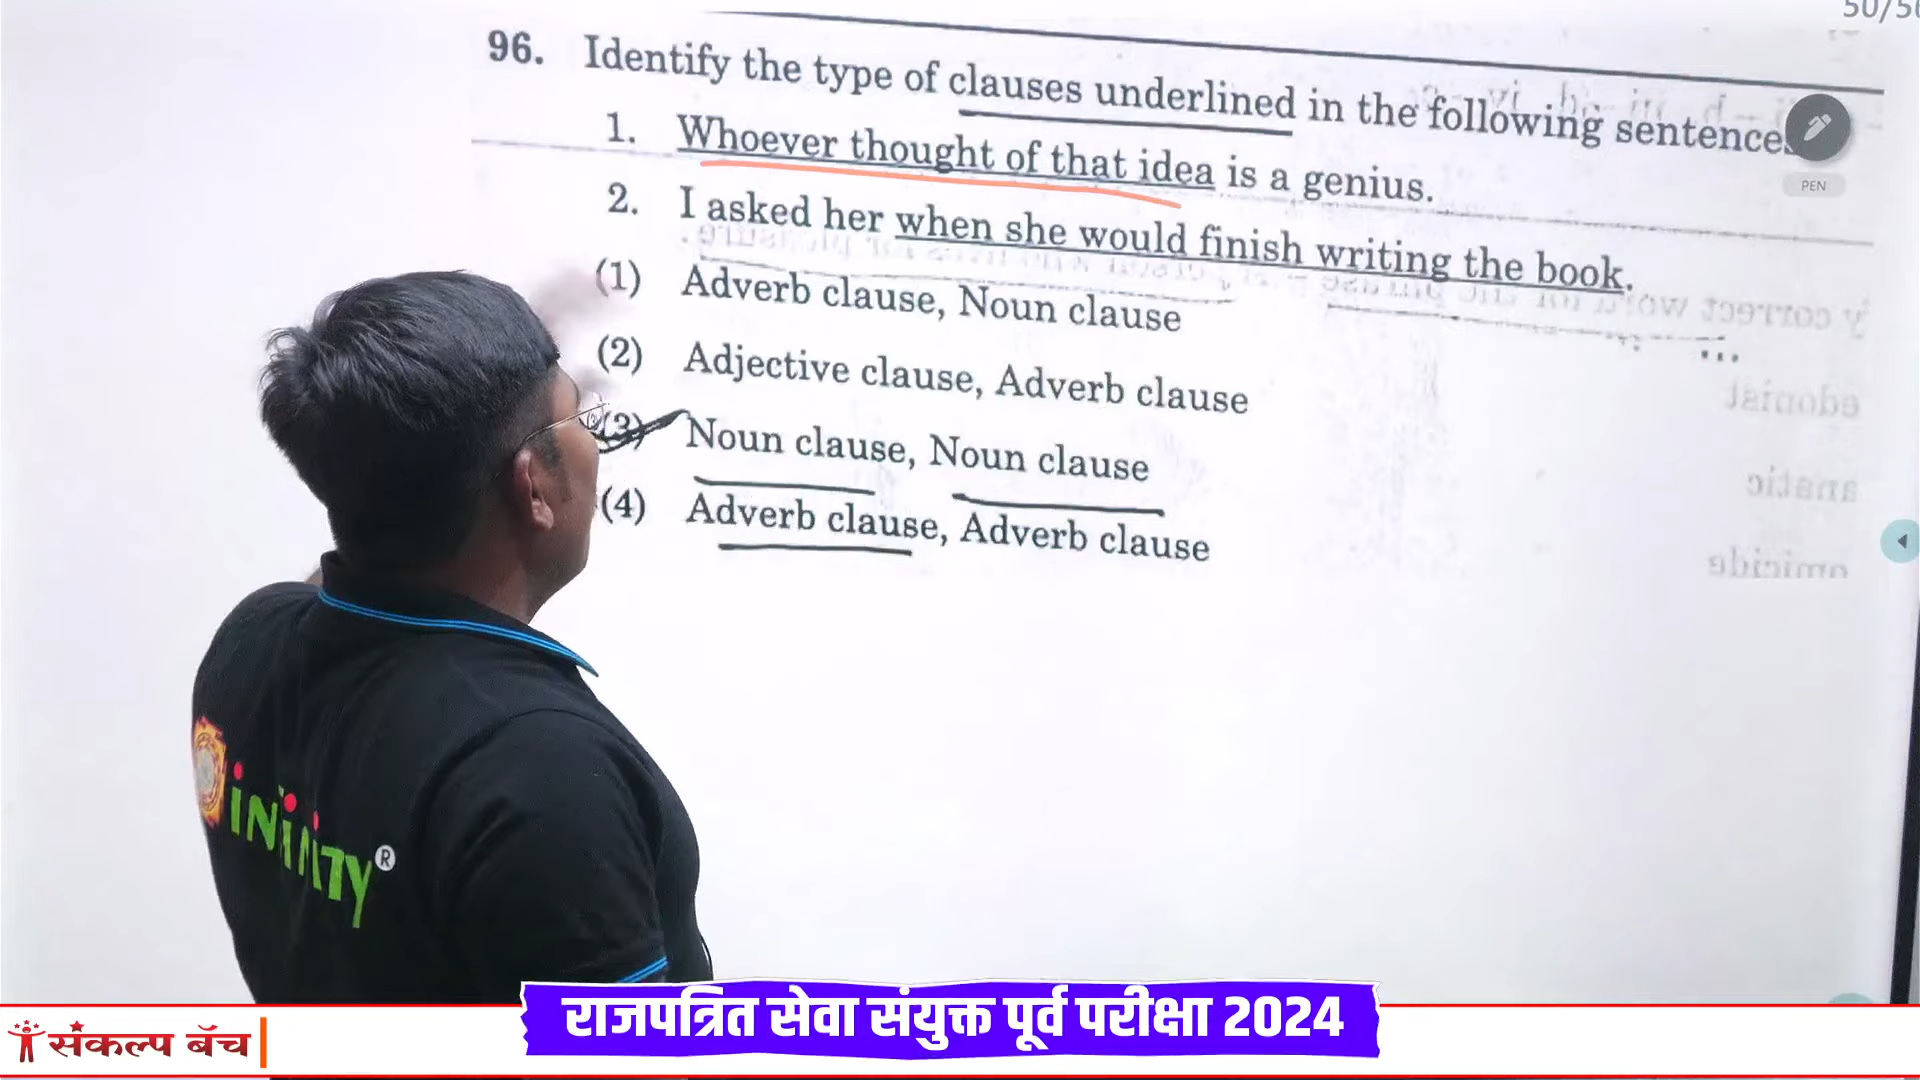 50/56
96. Identify the type of clauses underlined in the following sentences
1. Whoever thought of that idea is a genius.
2. I asked her when she would finish writing the book.
(1) Adverb clause, Noun clause
(2) Adjective clause, Adverb clause
(3) Noun clause, Noun clause
(4) Adverb clause, Adverb clause
PEN
INFINITY®
राजपत्रित सेवा संयुक्त पूर्व परीक्षा 2024
संकल्प बॅच